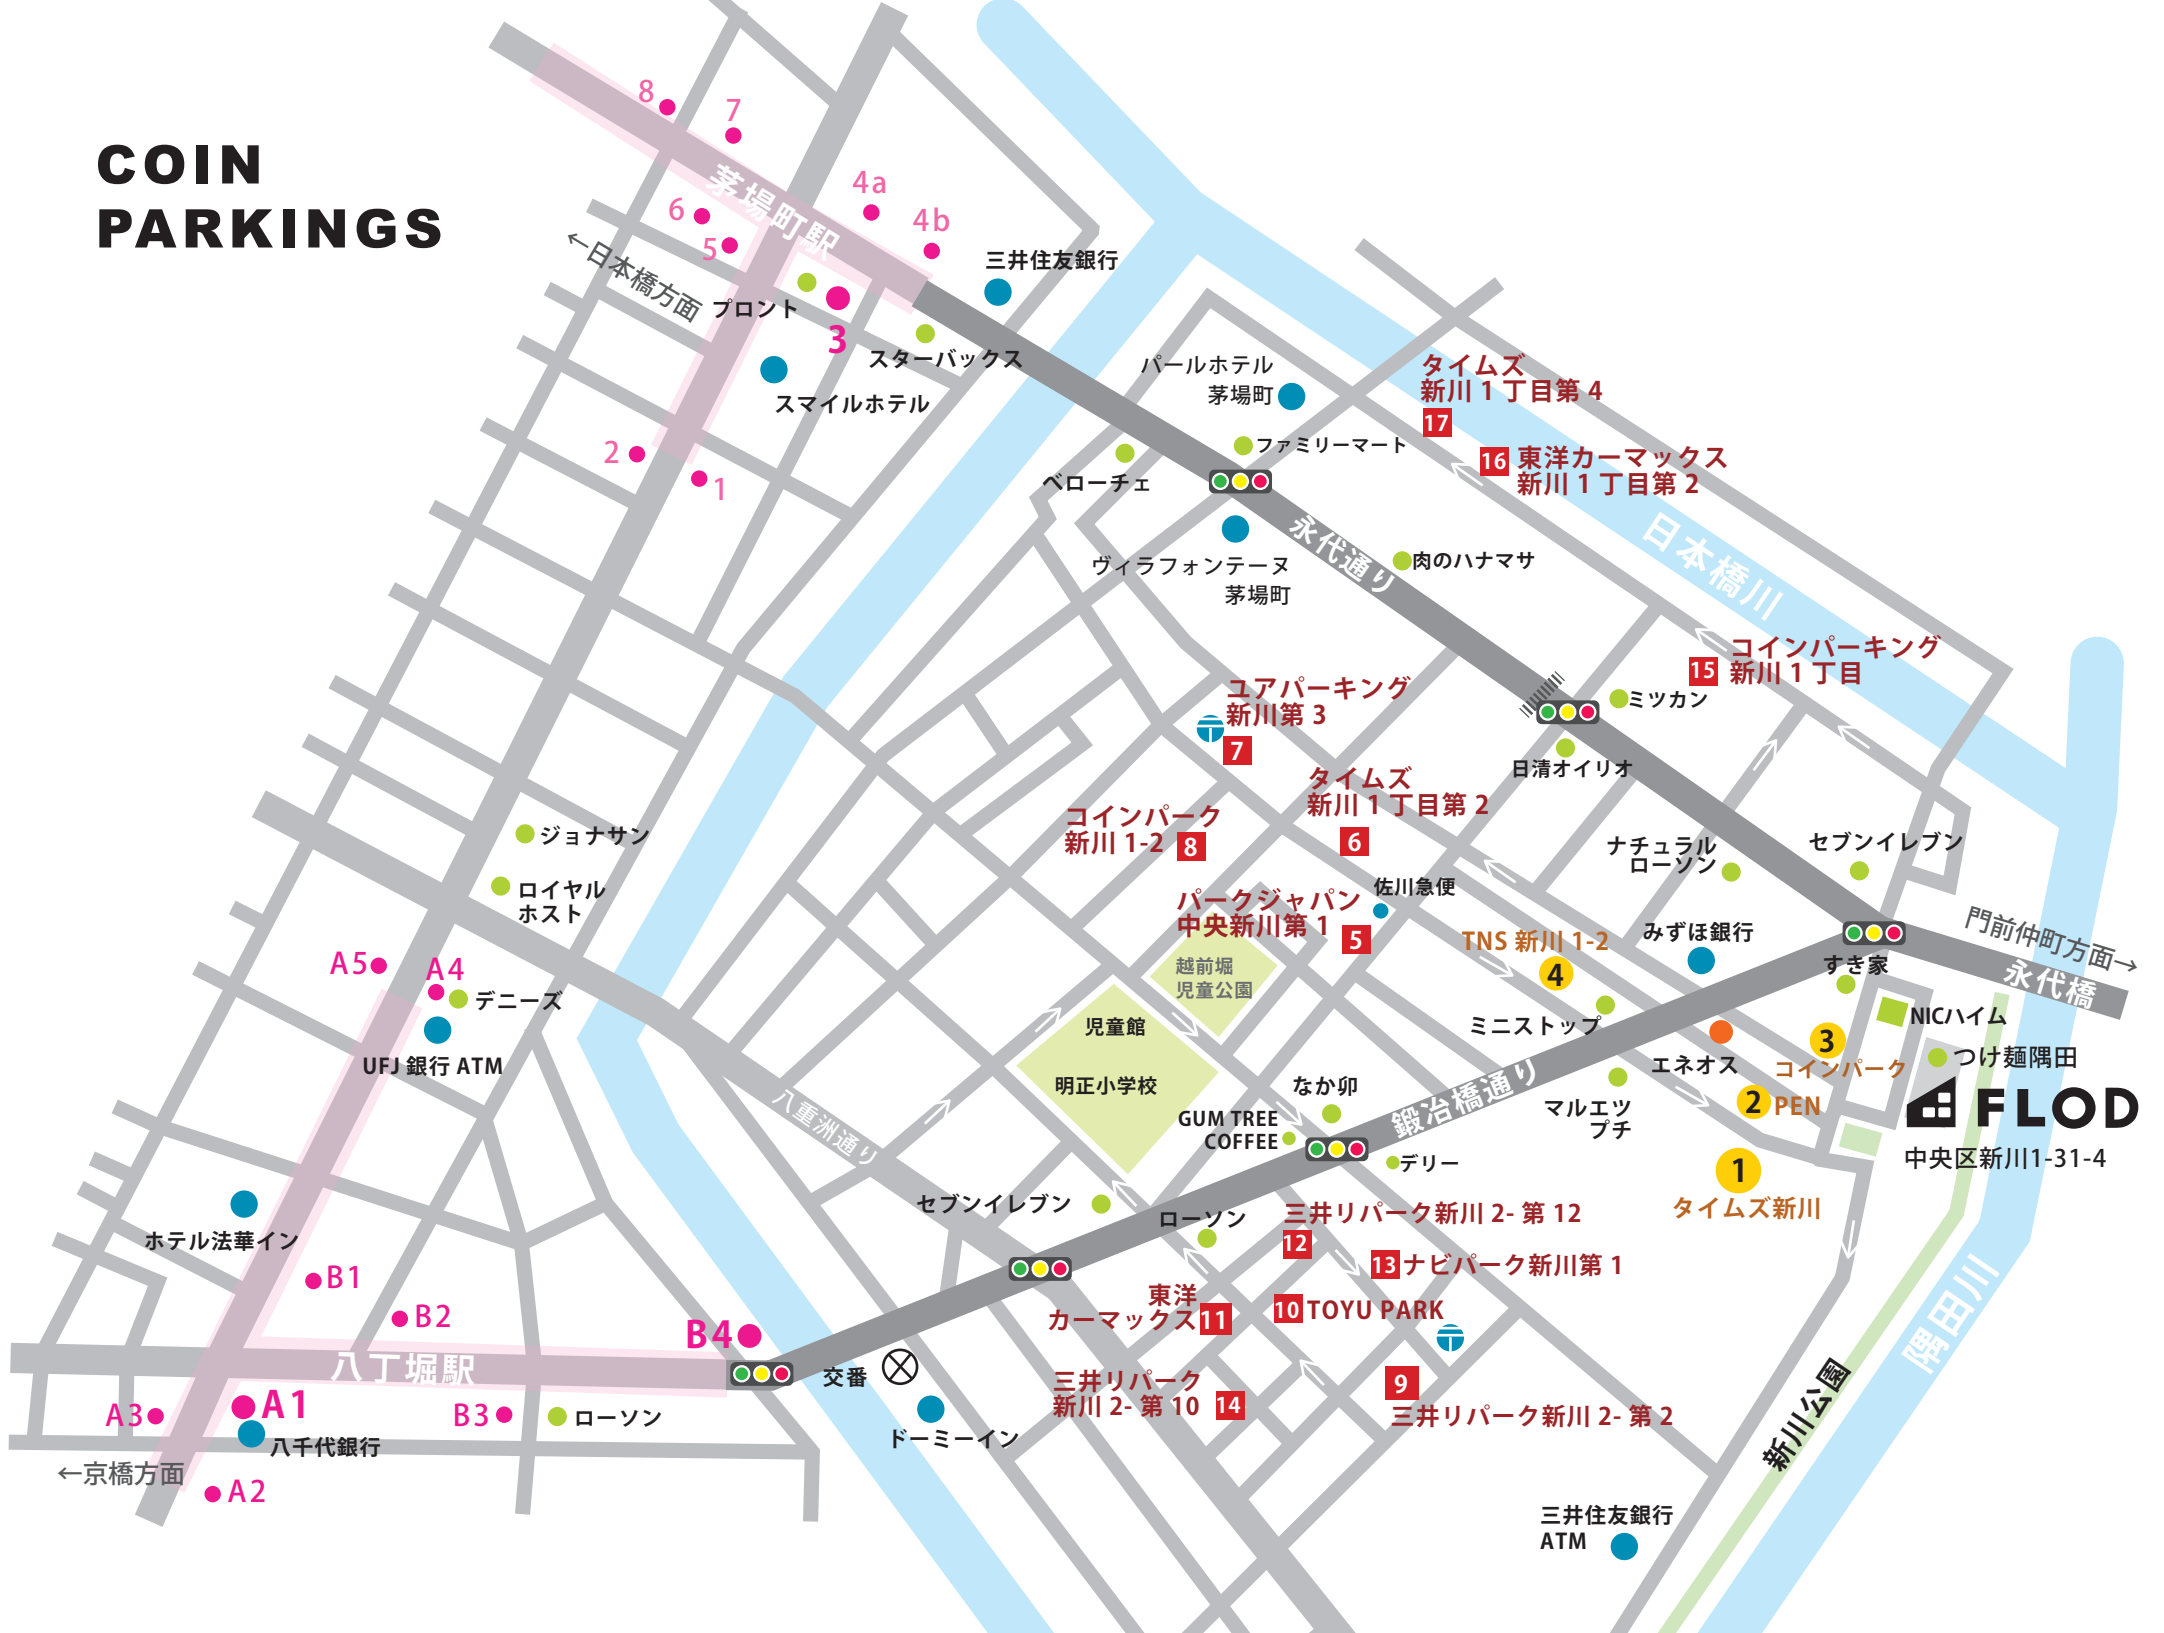 COIN
PARKINGS
8
7
茅場町駅
4a
4b
6
5
←日本橋方面
プロント
3
三井住友銀行
スターバックス
スマイルホテル
2
1
パールホテル
茅場町
ファミリーマート
ベローチェ
ヴィラフォンテーヌ
茅場町
永代通り
肉のハナマサ
タイムズ
新川 1 丁目第 4
17
16
東洋カーマックス
新川 1 丁目第 2
日本橋川
コインパーキング
新川 1 丁目
15
ミツカン
日清オイリオ
ユアパーキング
新川第 3
7
タイムズ
新川 1 丁目第 2
6
コインパーク
新川 1-2
8
パークジャパン
中央新川第 1
5
佐川急便
越前堀
児童公園
児童館
明正小学校
ナチュラル
ローソン
セブンイレブン
みずほ銀行
TNS 新川 1-2
4
門前仲町方面→
永代橋
すき家
NICハイム
つけ麺隅田
FLOD
中央区新川1-31-4
ミニストップ
エネオス
3
コインパーク
2
PEN
1
タイムズ新川
マルエツ
プチ
鍛冶橋通り
なか卯
GUM TREE
COFFEE
デリー
ジョナサン
ロイヤル
ホスト
A5
A4
デニーズ
UFJ 銀行 ATM
八重洲通り
セブンイレブン
ローソン
三井リパーク新川 2- 第 12
12
13
ナビパーク新川第 1
10
TOYU PARK
東洋
カーマックス
11
三井リパーク
新川 2- 第 10
14
9
三井リパーク新川 2- 第 2
ホテル法華イン
B1
B2
B4
八丁堀駅
交番
ドーミーイン
A3
A1
八千代銀行
B3
ローソン
←京橋方面
A2
三井住友銀行
ATM
新川公園
隅田川